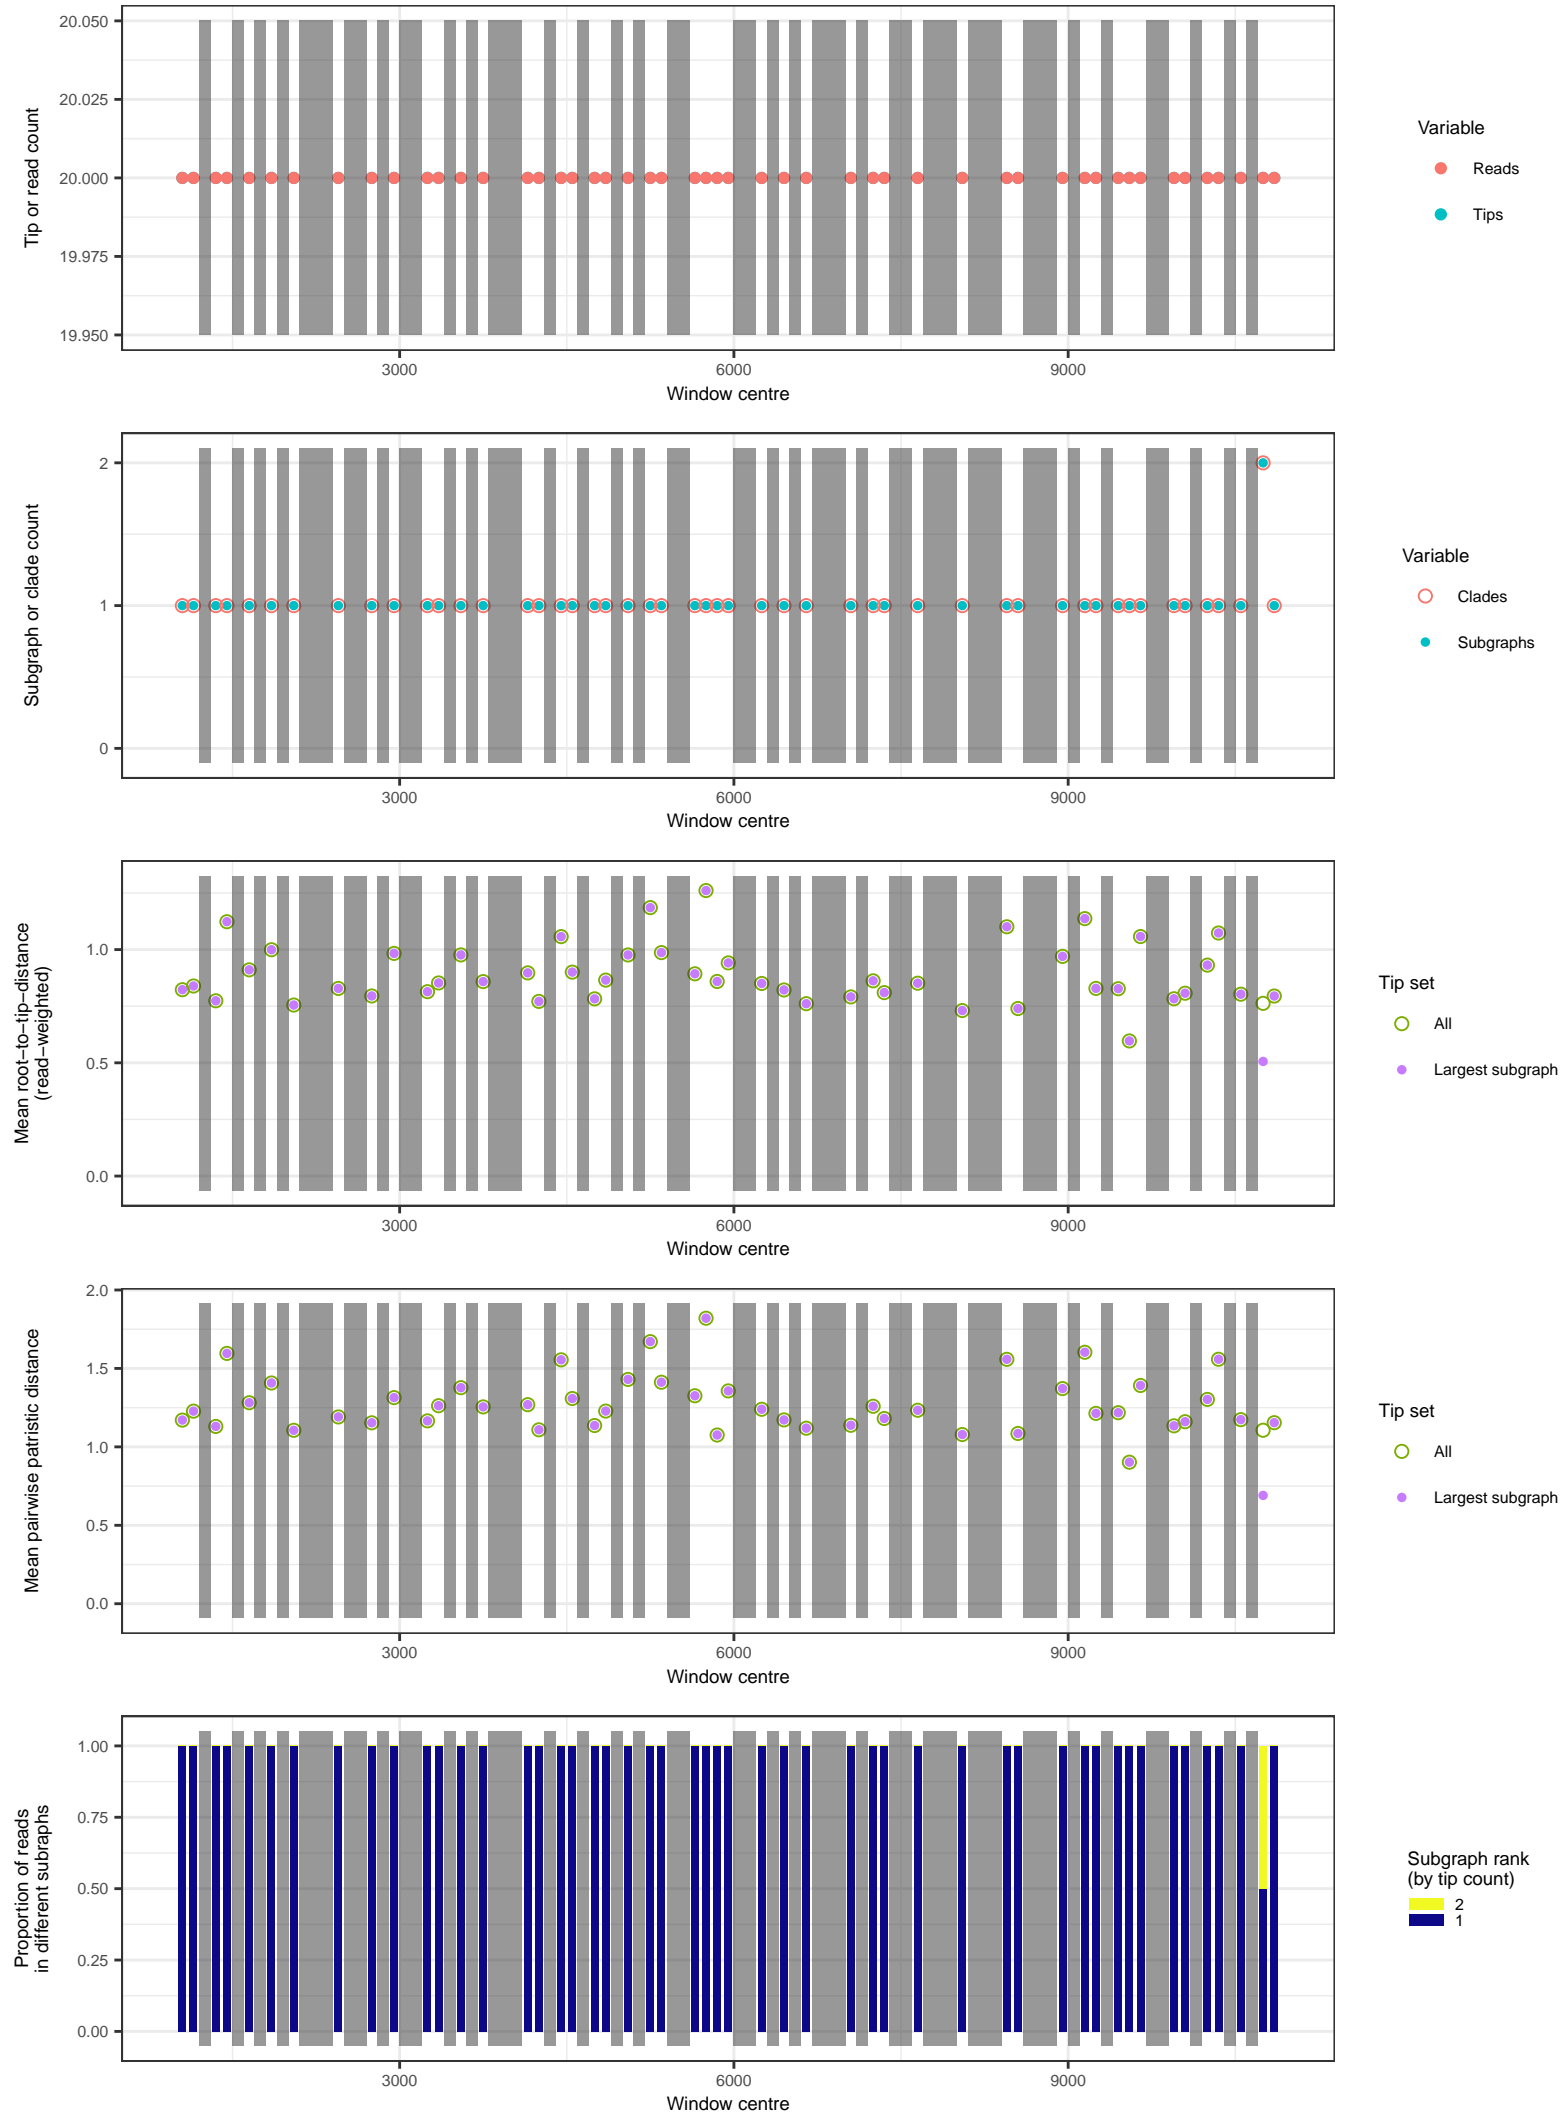 20.050
20.025
20.000
19.975
19.950
Tip or read count
3000
6000
9000
Window centre
Variable
Reads
Tips
2
1
0
Subgraph or clade count
3000
6000
9000
Window centre
Variable
Clades
Subgraphs
1.0
0.5
0.0
Mean root−to−tip−distance
(read−weighted)
3000
6000
9000
Window centre
Tip set
All
Largest subgraph
2.0
1.5
1.0
0.5
0.0
Mean pairwise patristic distance
3000
6000
9000
Window centre
Tip set
All
Largest subgraph
1.00
0.75
0.50
0.25
0.00
Proportion of reads
in different subraphs
3000
6000
9000
Window centre
Subgraph rank
(by tip count)
2
1